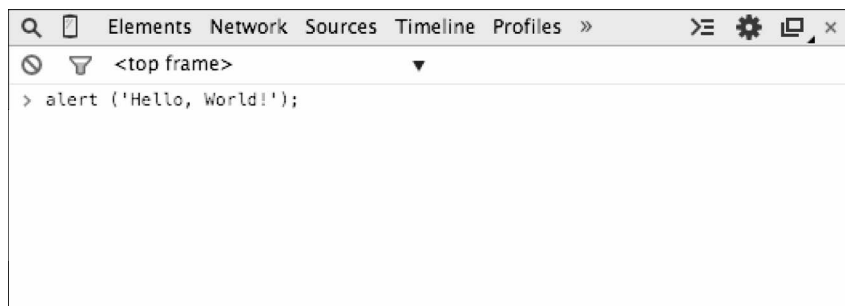 Elements Network Sources Timeline Profiles »
<top frame> ▼
> alert ('Hello, World!');